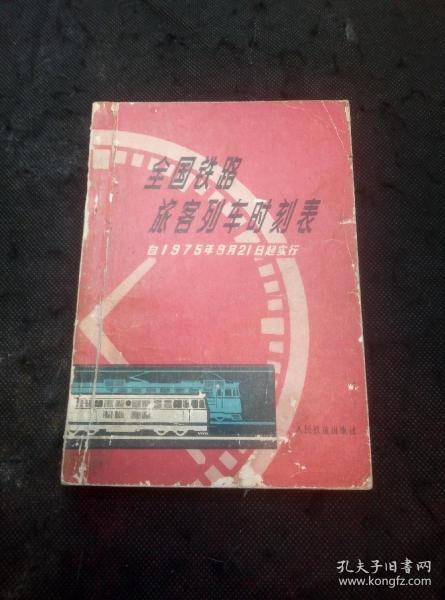 全国铁路
旅客列车时刻表
自1975年9月21日起实行
人民铁道出版社
孔夫子旧书网
www.kongfz.com